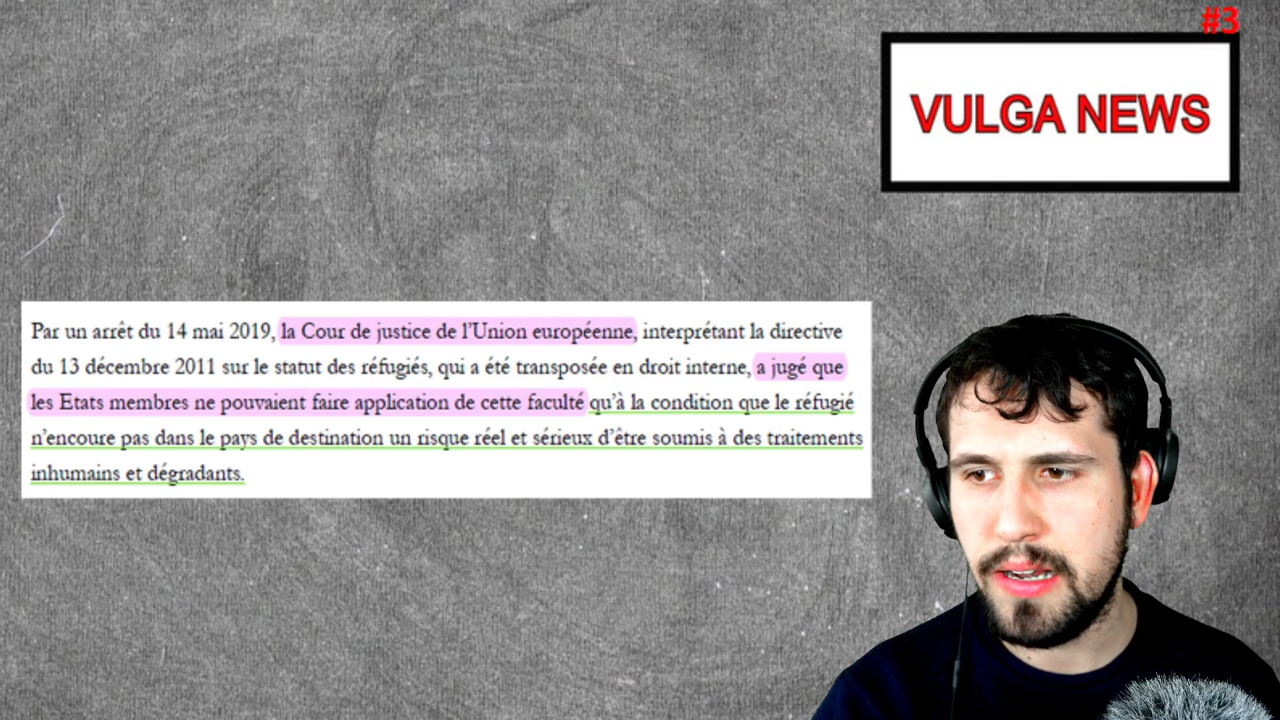 #3
VULGA NEWS
Par un arrêt du 14 mai 2019, la Cour de justice de l'Union européenne, interprétant la directive
du 13 décembre 2011 sur le statut des réfugiés, qui a été transposée en droit interne, a jugé que
les Etats membres ne pouvaient faire application de cette faculté qu'à la condition que le réfugié
n'encoure pas dans le pays de destination un risque réel et sérieux d'être soumis à des traitements
inhumains et dégradants.